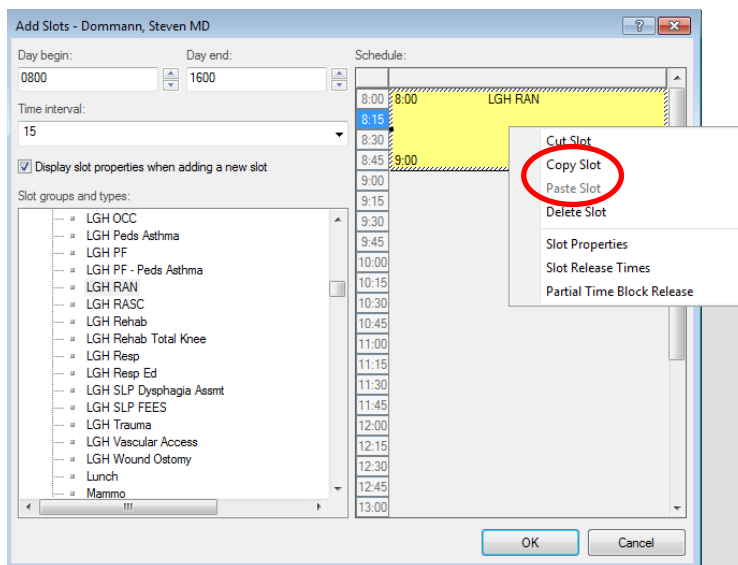 Add Slots - Dommann, Steven MD
Day begin:
Day end:
0800
1600
Time interval:
15
Display slot properties when adding a new slot
Slot groups and types:
LGH OCC
LGH Peds Asthma
LGH PF
LGH PF - Peds Asthma
LGH RAN
LGH RASC
LGH Rehab
LGH Rehab Total Knee
LGH Resp
LGH Resp Ed
LGH SLP Dysphagia Assmt
LGH SLP FEES
LGH Trauma
LGH Vascular Access
LGH Wound Ostomy
Lunch
Mammo
Schedule:
8:00 8:00 LGH RAN
8:15
8:30
8:45 9:00
9:00
9:15
9:30
9:45
10:00
10:15
10:30
10:45
11:00
11:15
11:30
11:45
12:00
12:15
12:30
12:45
13:00
Cut Slot
Copy Slot
Paste Slot
Delete Slot
Slot Properties
Slot Release Times
Partial Time Block Release
OK
Cancel